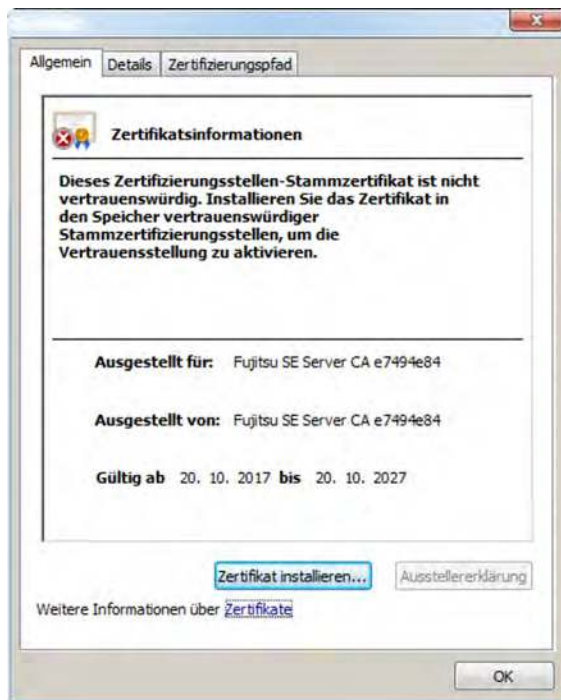 Allgemein Details Zertifizierungspfad
Zertifikatsinformationen
Dieses Zertifizierungsstellen-Stammzertifikat ist nicht
vertrauenswürdig. Installieren Sie das Zertifikat in
den Speicher vertrauenswürdiger
Stammzertifizierungsstellen, um die
Vertrauensstellung zu aktivieren.
Ausgestellt für: Fujitsu SE Server CA e7494e84
Ausgestellt von: Fujitsu SE Server CA e7494e84
Gültig ab 20. 10. 2017 bis 20. 10. 2027
Zertifikat installieren... Ausstellererklärung
Weitere Informationen über Zertifikate
OK